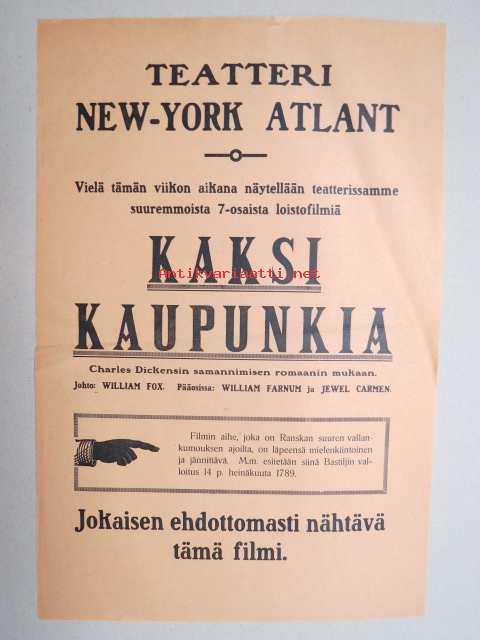 TEATTERI
NEW-YORK ATLANT
Vielä tämän viikon aikana näytellään teatterissamme
suuremmoista 7-osaista loistofilmiä
KAKSI
Antikvariaatti.net
KAUPUNKIA
Charles Dickensin samannimisen romaanin mukaan.
Johto: WILLIAM FOX. Pääosissa: WILLIAM FARNUM ja JEWEL CARMEN.
Filmin aihe, joka on Ranskan suuren vallan-
kumouksen ajoilta, on läpeensä mielenkiintoinen
ja jännittävä. M.m. esitetään siinä Bastiljin val-
loitus 14 p. heinäkuuta 1789.
Jokaisen ehdottomasti nähtävä
tämä filmi.